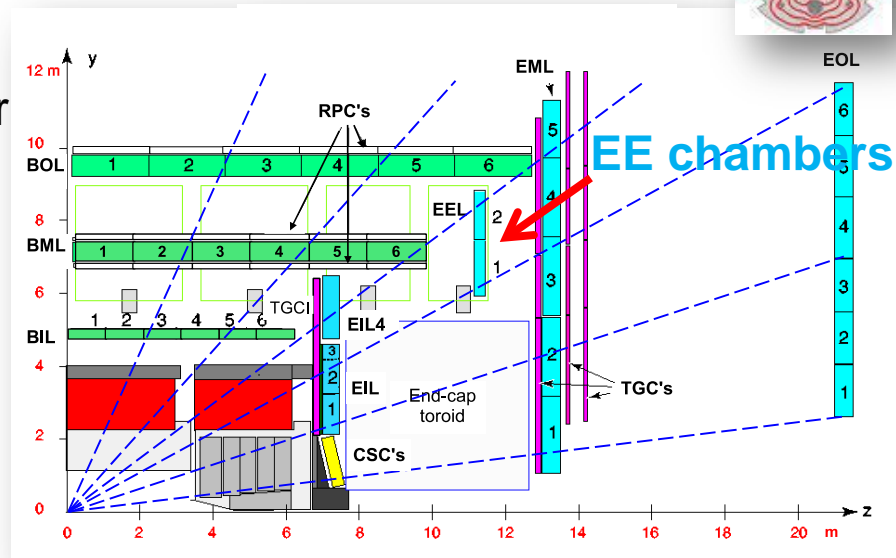 EOL
y
EML
12 m
r
6
RPC's
5
10
BOL
1 2 3 4 5 6
EE chambers
5
4
EEL
2
8
4
BML
1 2 3 4 5 6
1
3
6
TGCI
3
1 2 3 4 5 6
EIL4
BIL
2
4
3
2
EIL
2
End-cap
toroid
TGC's
1
1
2
CSC's
1
0
z
0 2 4 6 8 10 12 14 16 18 20 m